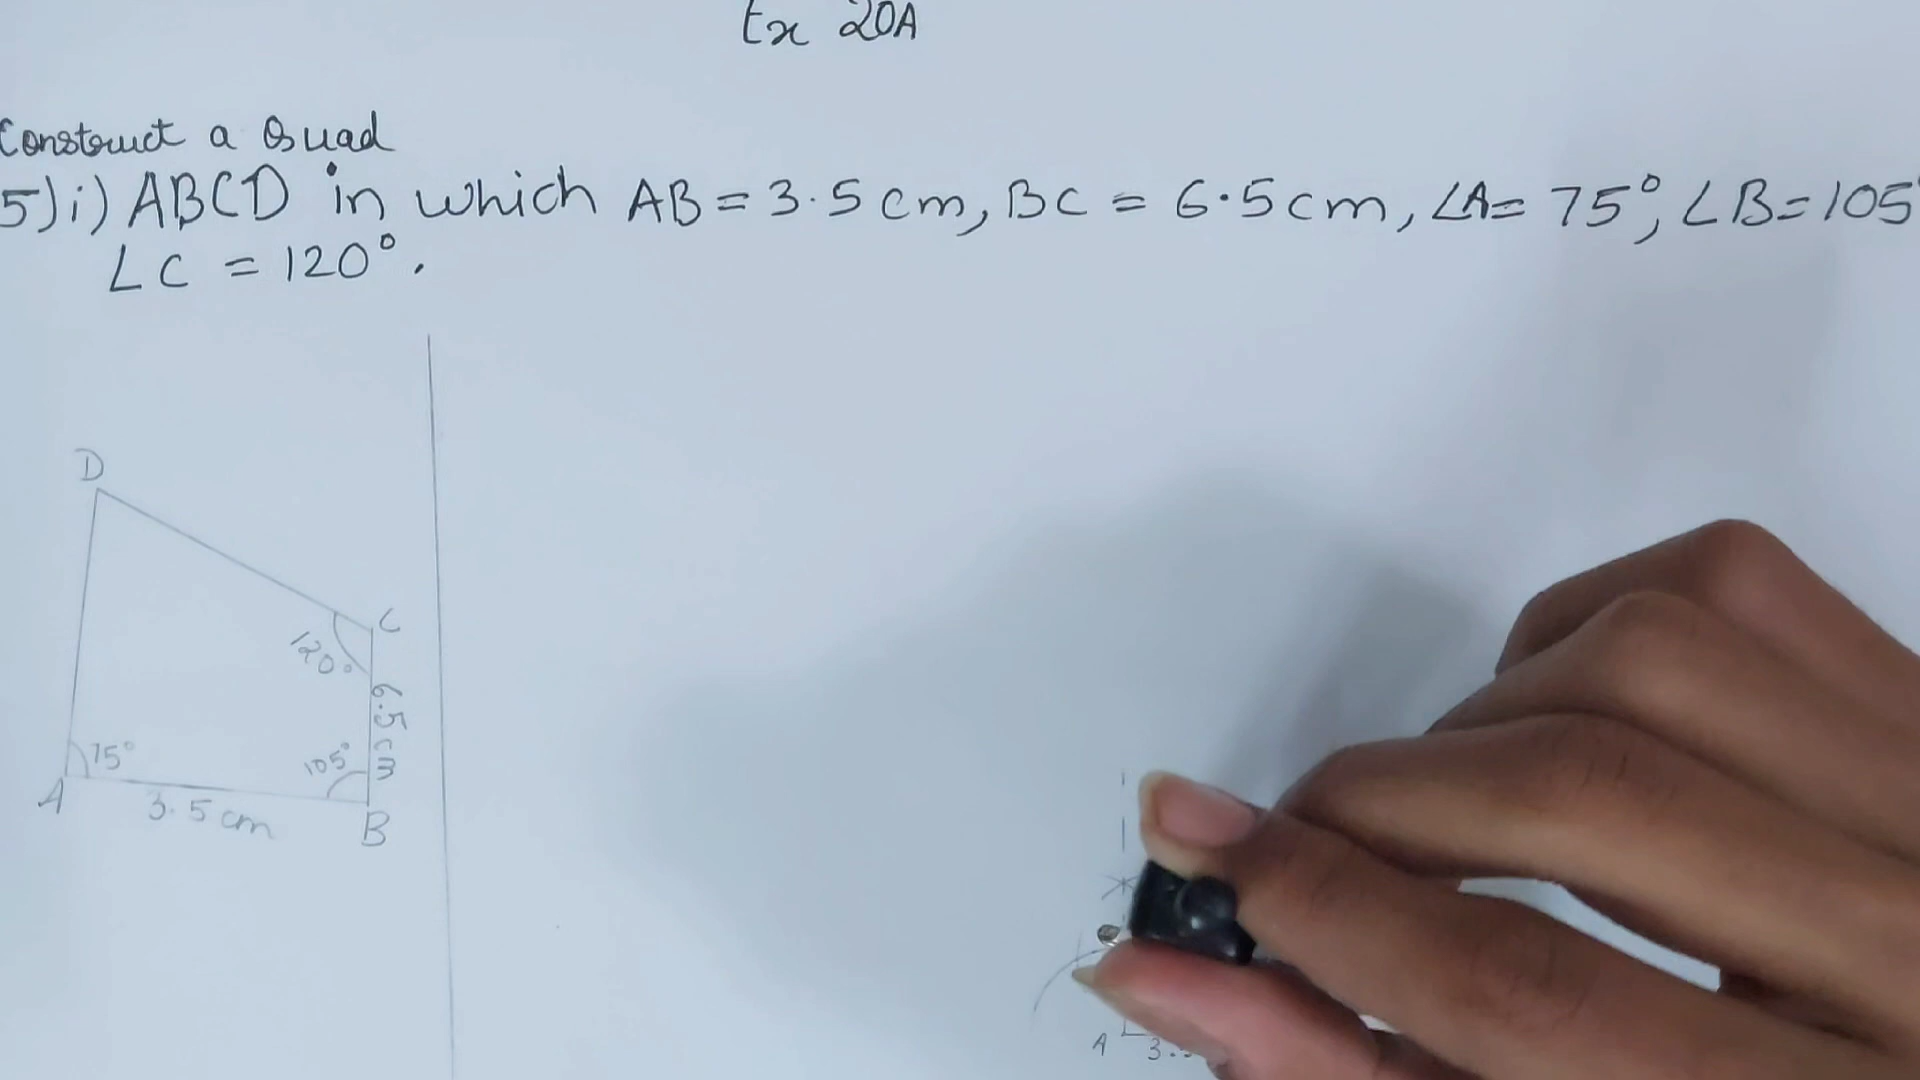 Ex 20A
Construct a Quad
5)i) ABCD in which AB = 3.5 cm, BC = 6.5 cm, ∠A= 75°, ∠B=105°
∠C = 120°.
D
C
120°
6.5 cm
75°
105°
A
3.5 cm
B
A